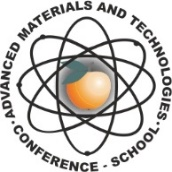 · ADVANCED MATERIALS AND TECHNOLOGIES ·
CONFERENCE - SCHOOL